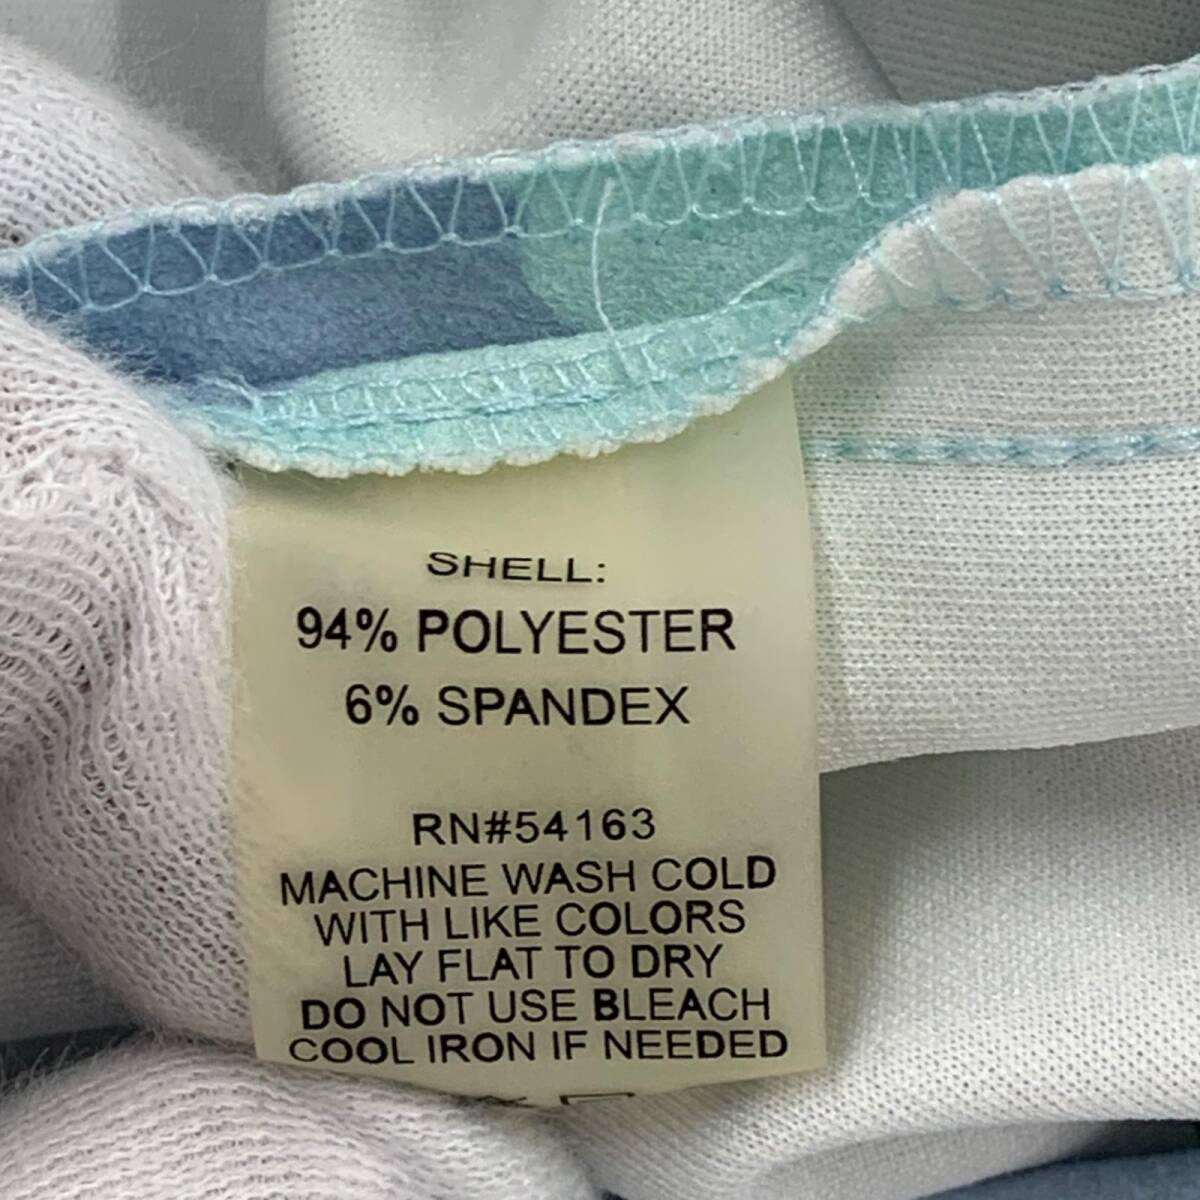 SHELL:
94% POLYESTER
6% SPANDEX
RN#54163
MACHINE WASH COLD
WITH LIKE COLORS
LAY FLAT TO DRY
DO NOT USE BLEACH
COOL IRON IF NEEDED